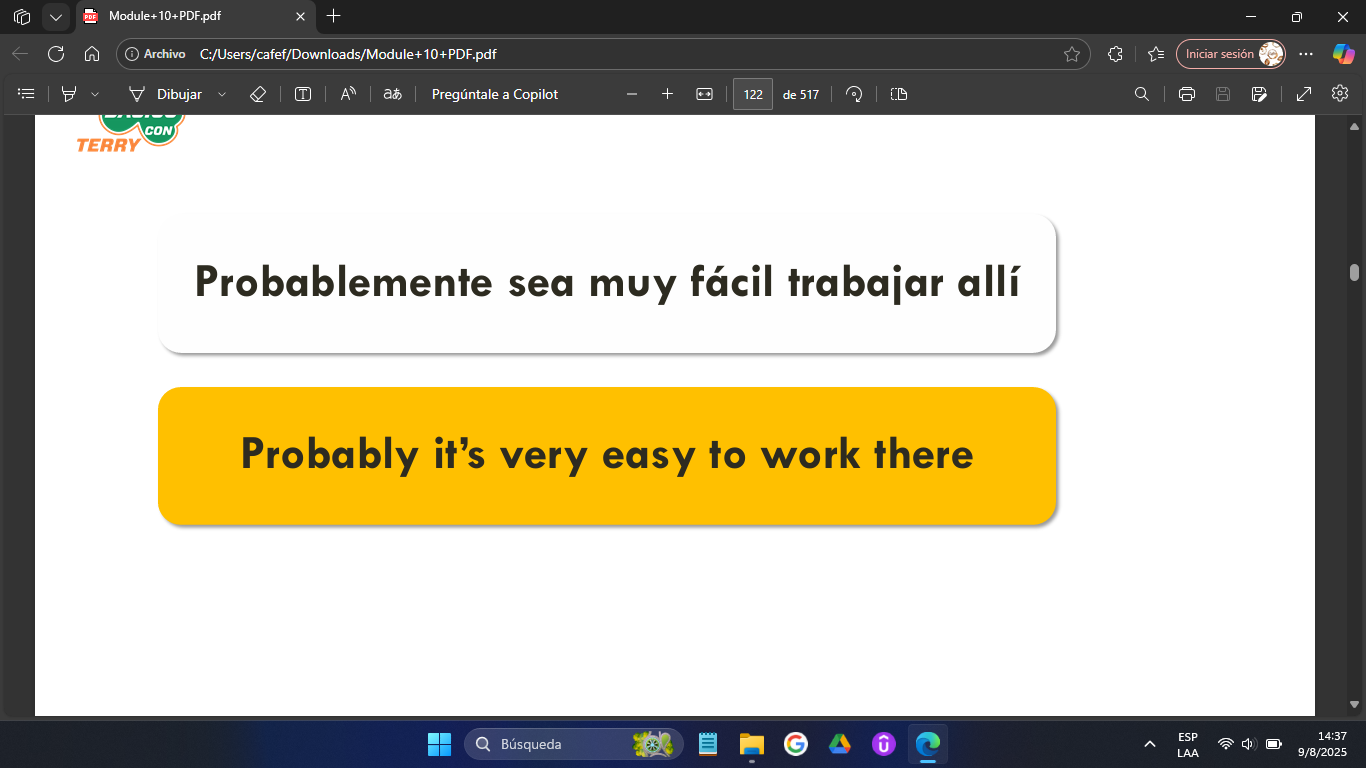 Module+10+PDF.pdf
Archivo
C:/Users/cafef/Downloads/Module+10+PDF.pdf
Iniciar sesión
Dibujar
Pregúntale a Copilot
122
de 517
CON
TERRY
Probablemente sea muy fácil trabajar allí
Probably it's very easy to work there
Búsqueda
ESP
LAA
14:37
9/8/2025